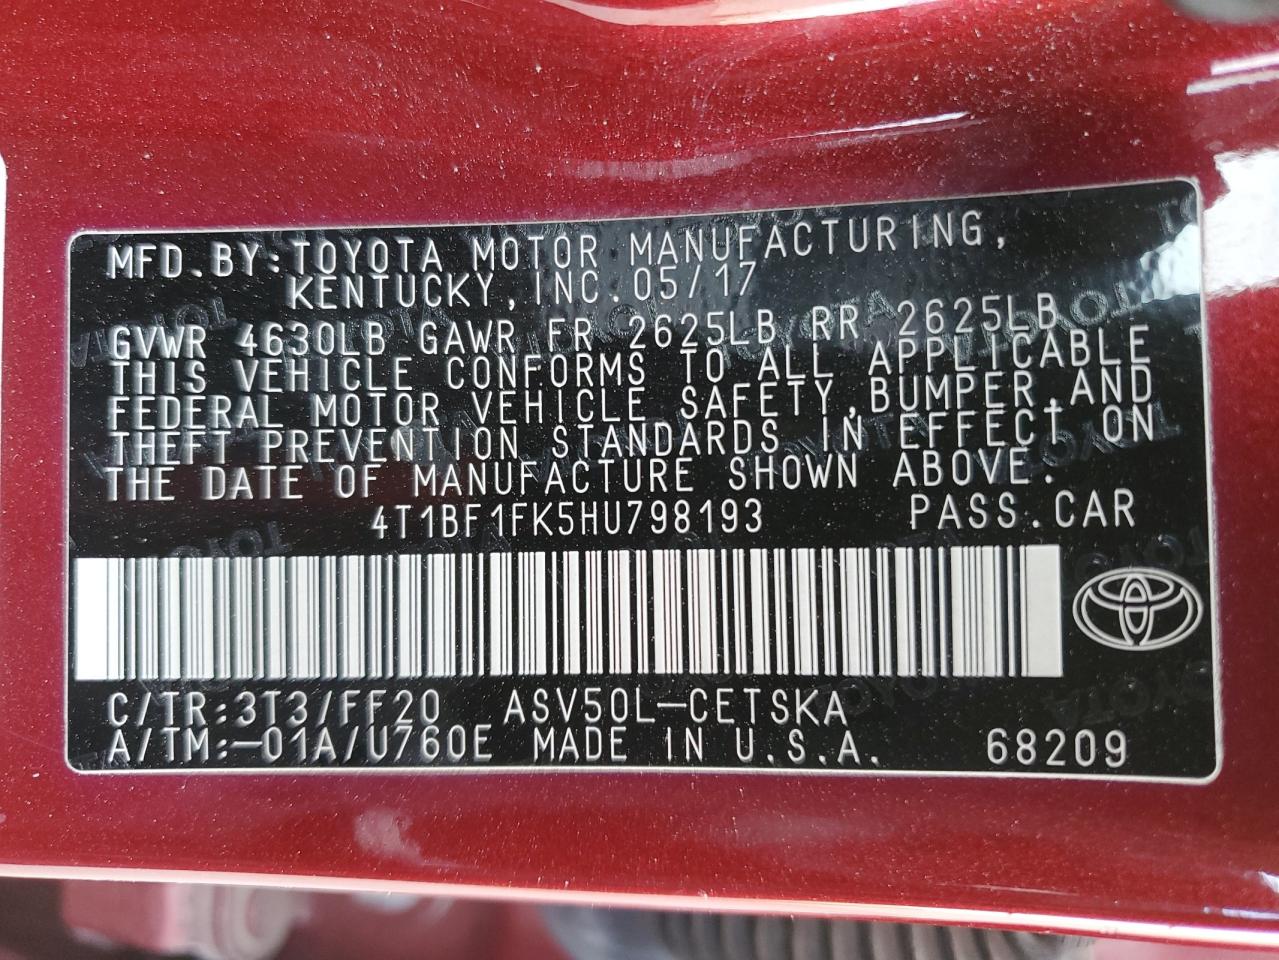 MFD.BY:TOYOTA MOTOR MANUFACTURING,
KENTUCKY,INC.05/17
GVWR 4630LB GAWR FR 2625LB RR 2625LB
THIS VEHICLE CONFORMS TO ALL APPLICABLE
FEDERAL MOTOR VEHICLE SAFETY,BUMPER,AND
THEFT PREVENTION STANDARDS IN EFFECT ON
THE DATE OF MANUFACTURE SHOWN ABOVE.
4T1BF1FK5HU798193 PASS.CAR
C/TR:3T3/FF20 ASV50L-CETSKA
A/TM:-01A/U760E MADE IN U.S.A. 68209